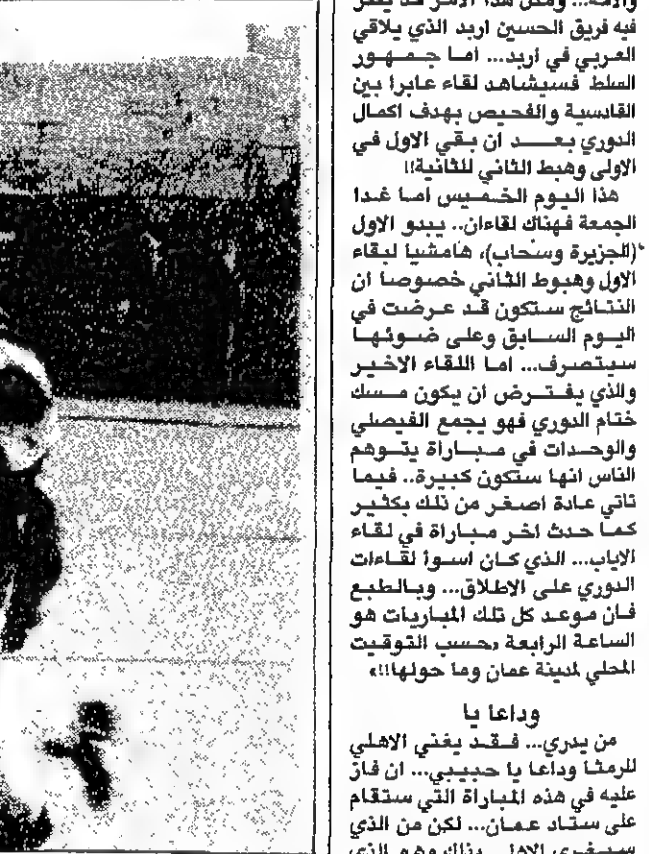 فيه فريق الحسين اربد الذي يلاقي
العربي في اربد... اما جمهور
السلط فسيشاهد لقاء عابرا بين
القادسية والفحيص بهدف اكمال
الدوري بعد ان بقي الاول في
الاولى وهبط الثاني للثانية!!
هذا اليوم الخميس اما غدا
الجمعة فهناك لقاءان.. يبدو الاول
(الجزيرة وسحاب)، هامشيا لبقاء
الاول وهبوط الثاني خصوصا ان
النتائج ستكون قد عرضت في
اليوم السابق وعلى ضوئها
سيتصرف... اما اللقاء الاخير
والذي يفترض ان يكون مسك
ختام الدوري فهو يجمع الفيصلي
والوحدات في مباراة يتوهم
الناس انها ستكون كبيرة.. فيما
تاتي عادة اصغر من ذلك بكثير
كما حدث اخر مباراة في لقاء
الاياب... الذي كان اسوأ لقاءات
الدوري على الاطلاق... وبالطبع
فان موعد كل تلك المباريات هو
الساعة الرابعة «حسب التوقيت
المحلي لمدينة عمان وما حولها!!»
وداعا يا
من يدري... فقد يغني الاهلي
للرمثا وداعا يا حبيبي... ان فاز
عليه في هذه المباراة التي ستقام
على ستاد عمان... لكن من الذي